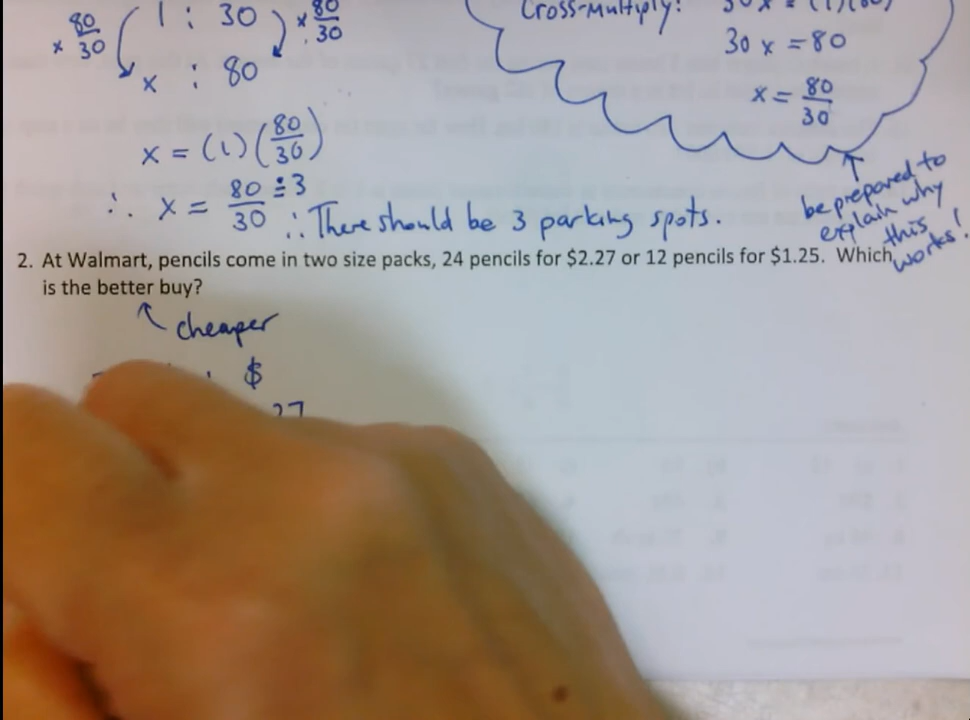 × 80/30 ( 1 : 30 ) × 80/30
x : 80
x = (1)(80/30)
∴ x = 80/30 ≐ 3 ∴ There should be 3 parking spots.
Cross-Multiply:
30x = 80
x = 80/30
be prepared to
explain why
this
works!
2. At Walmart, pencils come in two size packs, 24 pencils for $2.27 or 12 pencils for $1.25. Which
is the better buy?
cheaper
: $
27